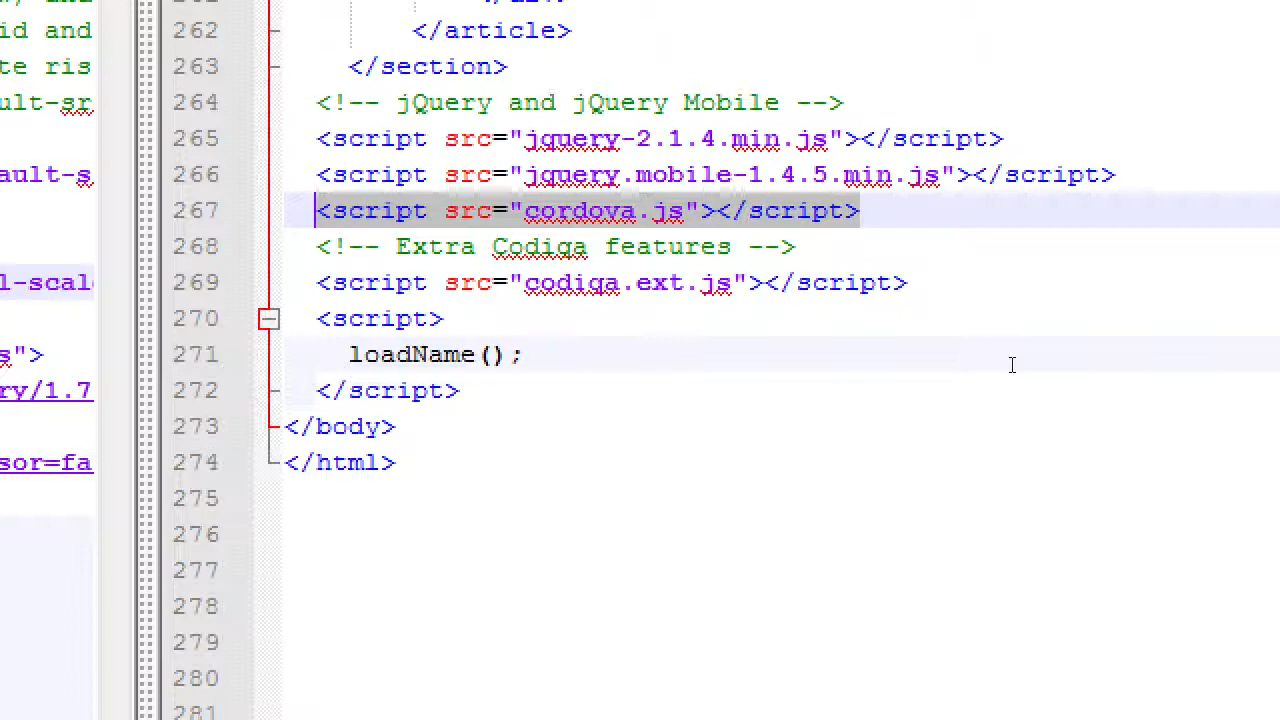 id and
te ris
ult-sr
ault-s
l-scal
s">
ry/1.7
sor=fa
262 </article>
263 </section>
264 <!-- jQuery and jQuery Mobile -->
265 <script src="jquery-2.1.4.min.js"></script>
266 <script src="jquery.mobile-1.4.5.min.js"></script>
267 <script src="cordova.js"></script>
268 <!-- Extra Codiqa features -->
269 <script src="codiqa.ext.js"></script>
270 <script>
271 loadName();
272 </script>
273 </body>
274 </html>
275
276
277
278
279
280
281